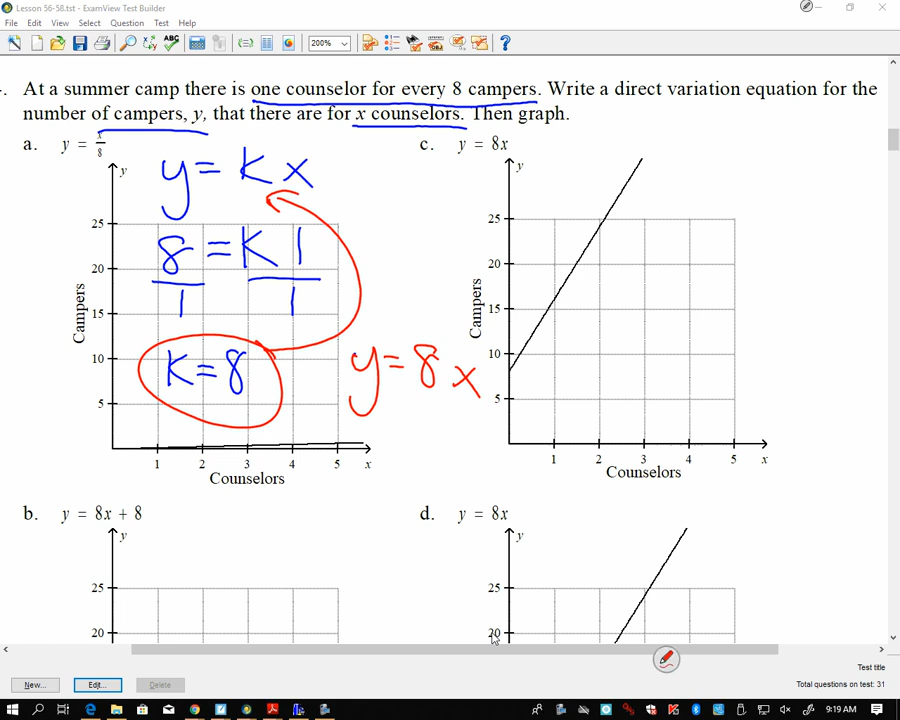 Lesson 56-58.tst - ExamView Test Builder
File Edit View Select Question Test Help
200%
At a summer camp there is one counselor for every 8 campers. Write a direct variation equation for the
number of campers, y, that there are for x counselors. Then graph.
a. y = x/8
c. y = 8x
y
25
20
15
10
5
1 2 3 4 5 x
Campers
Counselors
y = k x
8 = k 1
1 1
k = 8
y = 8 x
y
25
20
15
10
5
1 2 3 4 5 x
Campers
Counselors
b. y = 8x + 8
d. y = 8x
y
25
20
y
25
20
Test title
New... Edit... Delete
Total questions on test: 31
9:19 AM